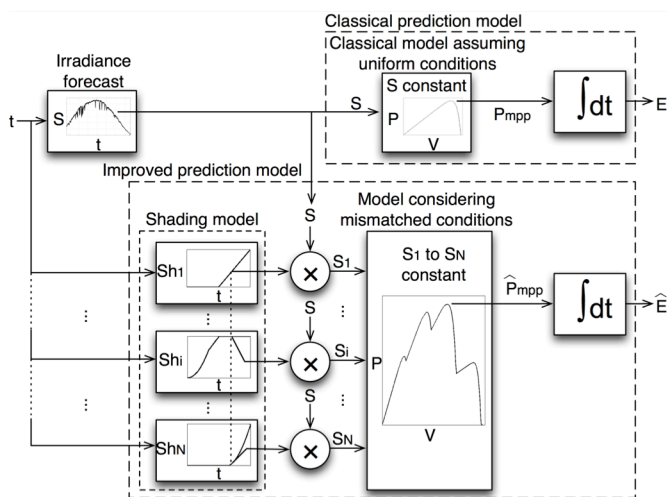 Classical prediction model
Classical model assuming
uniform conditions
Irradiance
forecast
S constant
t
S
t
S
P
V
Pmpp
∫dt
E
Improved prediction model
Shading model
S
Model considering
mismatched conditions
Sh1
t
×
S1
S1 to SN
constant
P̂mpp
∫dt
Ê
⋮
...
S
⋮
Shi
t
×
Si
P
V
⋮
...
S
⋮
ShN
t
×
SN